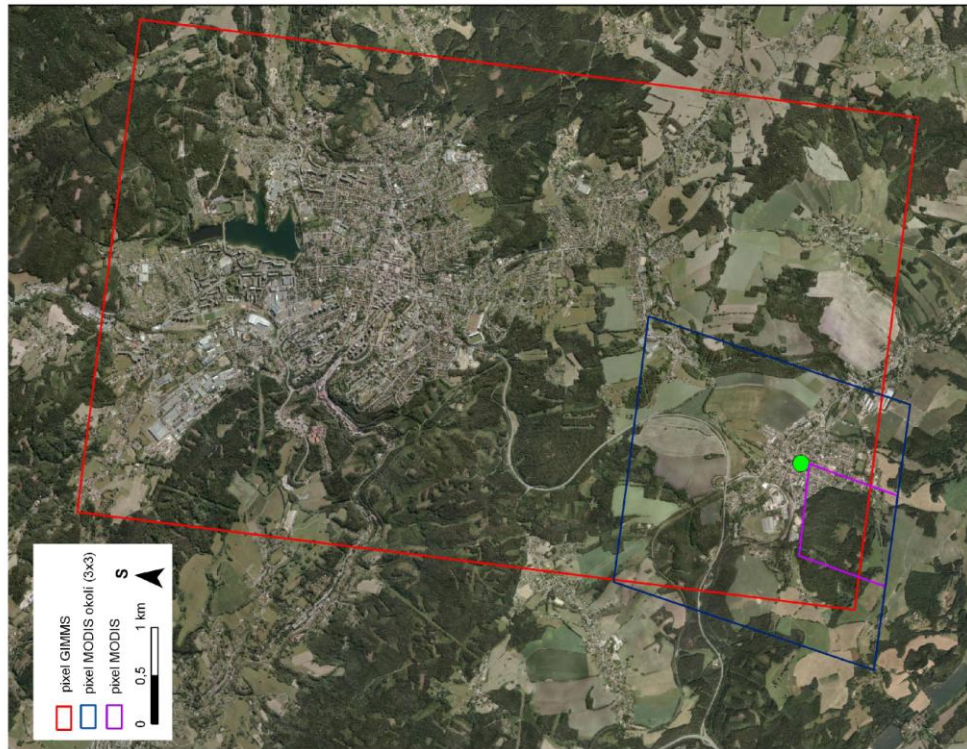 pixel GIMMS
pixel MODIS okolí (3x3)
pixel MODIS
S
0
0.5
1 km